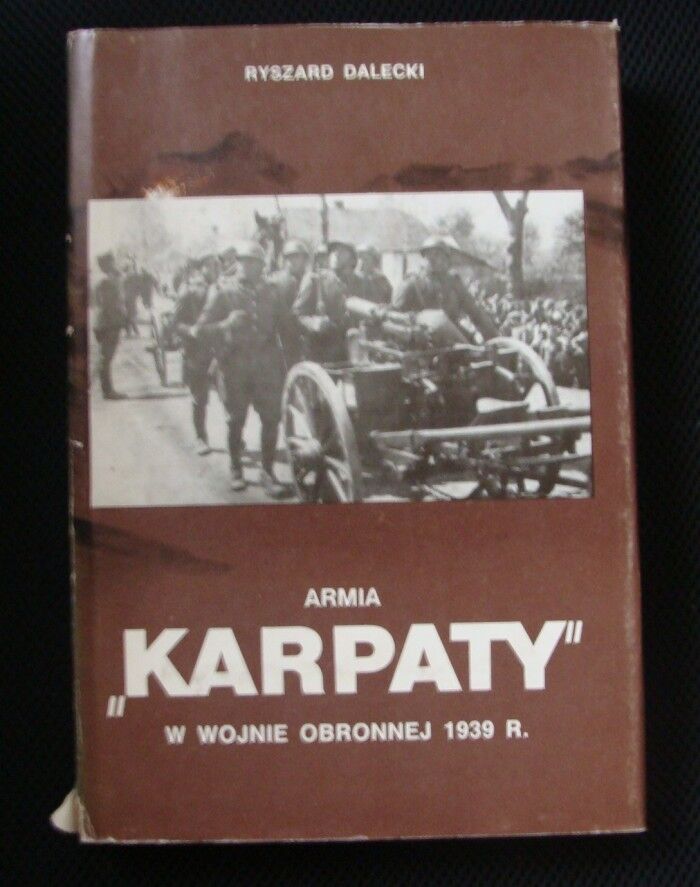 RYSZARD DALECKI
ARMIA
„KARPATY"
W WOJNIE OBRONNEJ 1939 R.